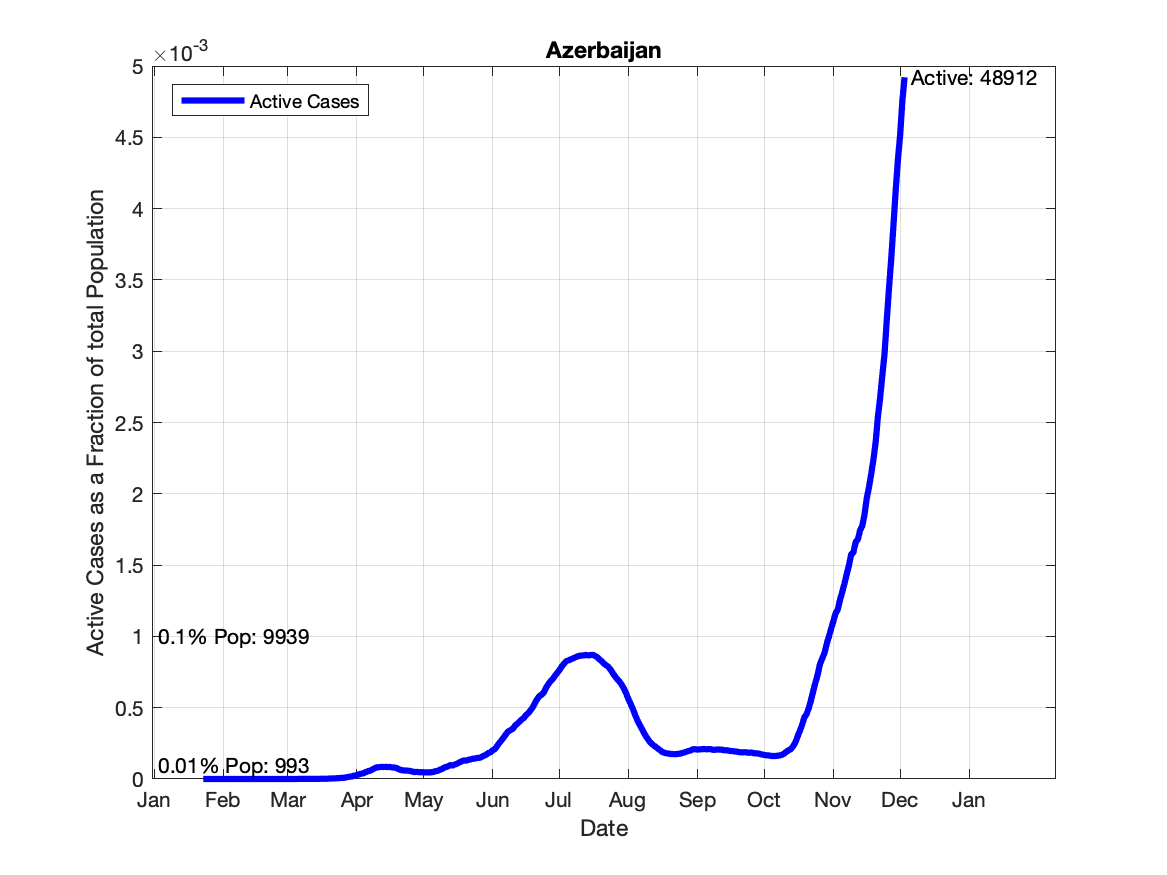 Azerbaijan
×10-3
5
4.5
4
3.5
3
2.5
2
1.5
1
0.5
0
Active Cases as a Fraction of total Population
Active Cases
Active: 48912
0.1% Pop: 9939
0.01% Pop: 993
Jan Feb Mar Apr May Jun Jul Aug Sep Oct Nov Dec Jan
Date